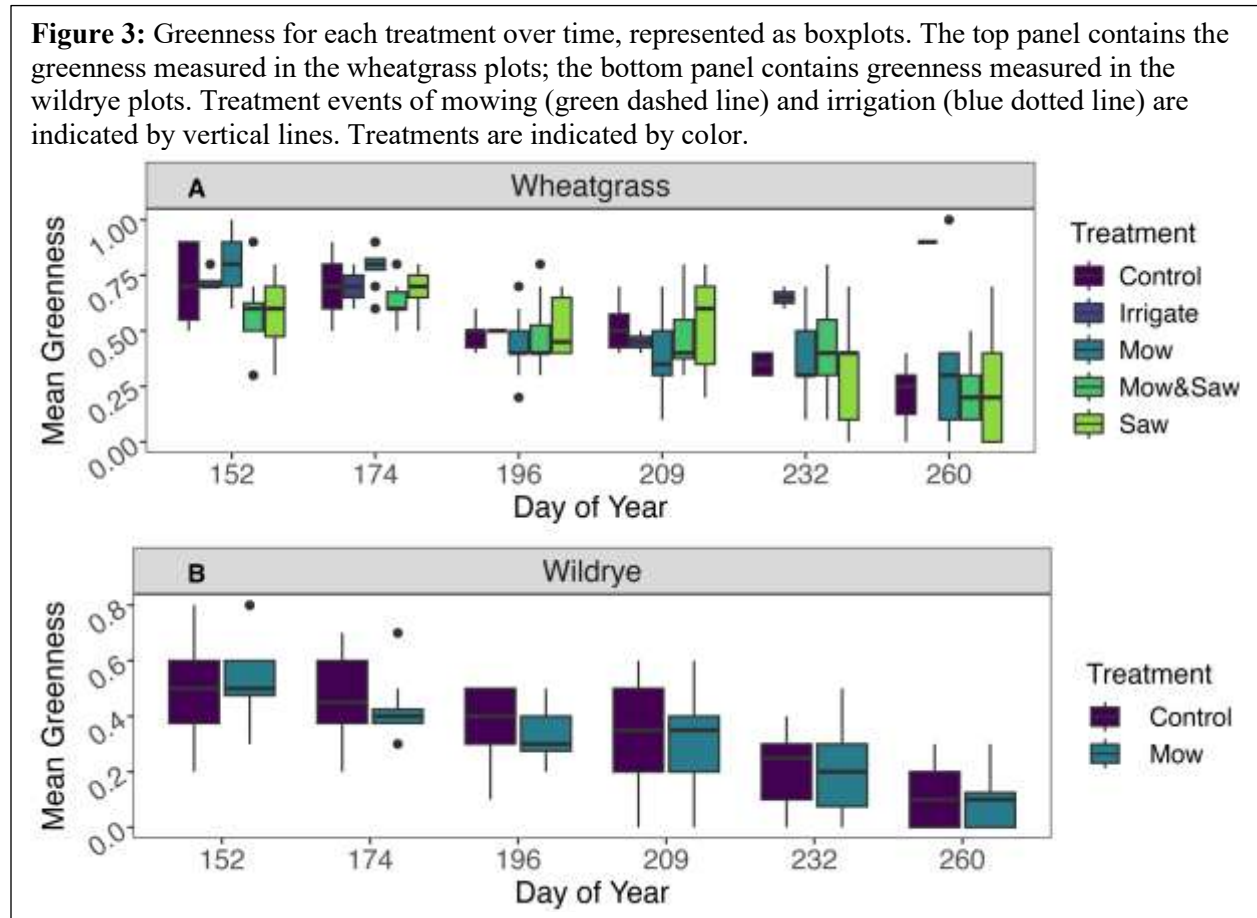 Figure 3: Greenness for each treatment over time, represented as boxplots. The top panel contains the
greenness measured in the wheatgrass plots; the bottom panel contains greenness measured in the
wildrye plots. Treatment events of mowing (green dashed line) and irrigation (blue dotted line) are
indicated by vertical lines. Treatments are indicated by color.
A Wheatgrass
Mean Greenness
1.00
0.75
0.50
0.25
0.00
152 174 196 209 232 260
Day of Year
Treatment
Control
Irrigate
Mow
Mow&Saw
Saw
B Wildrye
Mean Greenness
0.8
0.6
0.4
0.2
0.0
152 174 196 209 232 260
Day of Year
Treatment
Control
Mow